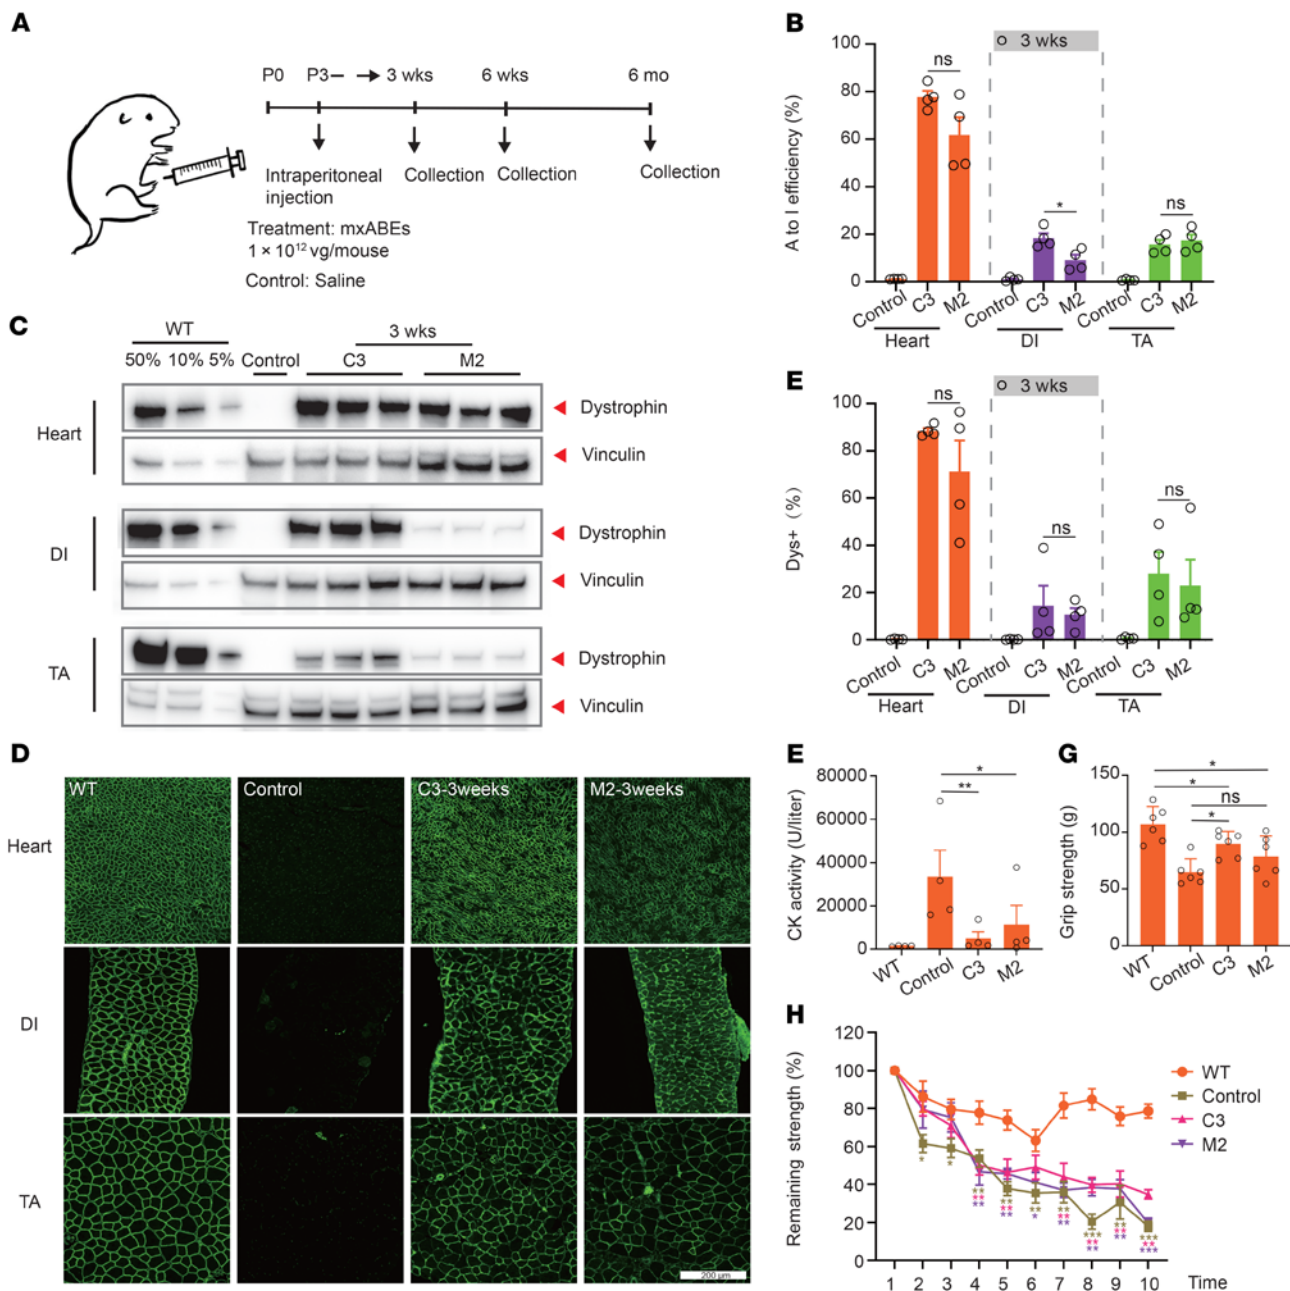 A
P0 P3 3 wks 6 wks 6 mo
Intraperitoneal injection
Collection Collection Collection
Treatment: mxABEs
1 × 10¹² vg/mouse
Control: Saline
B
3 wks
A to I efficiency (%)
100
80
60
40
20
0
ns
*
ns
Control C3 M2 Control C3 M2 Control C3 M2
Heart DI TA
C
WT 3 wks
50% 10% 5% Control C3 M2
Heart
Dystrophin
Vinculin
DI
Dystrophin
Vinculin
TA
Dystrophin
Vinculin
E
3 wks
Dys+ (%)
100
80
60
40
20
0
ns
ns
ns
Control C3 M2 Control C3 M2 Control C3 M2
Heart DI TA
D
WT Control C3-3weeks M2-3weeks
Heart
DI
TA
200 µm
E
CK activity (U/liter)
80000
60000
40000
20000
0
*
**
WT Control C3 M2
G
Grip strength (g)
150
100
50
0
*
*
ns
*
WT Control C3 M2
H
Remaining strength (%)
120
100
80
60
40
20
0
WT
Control
C3
M2
* * ** ** ** ** ** ** ** * ** ** ** *** ** ** ** ** ** *** ** ***
1 2 3 4 5 6 7 8 9 10 Time